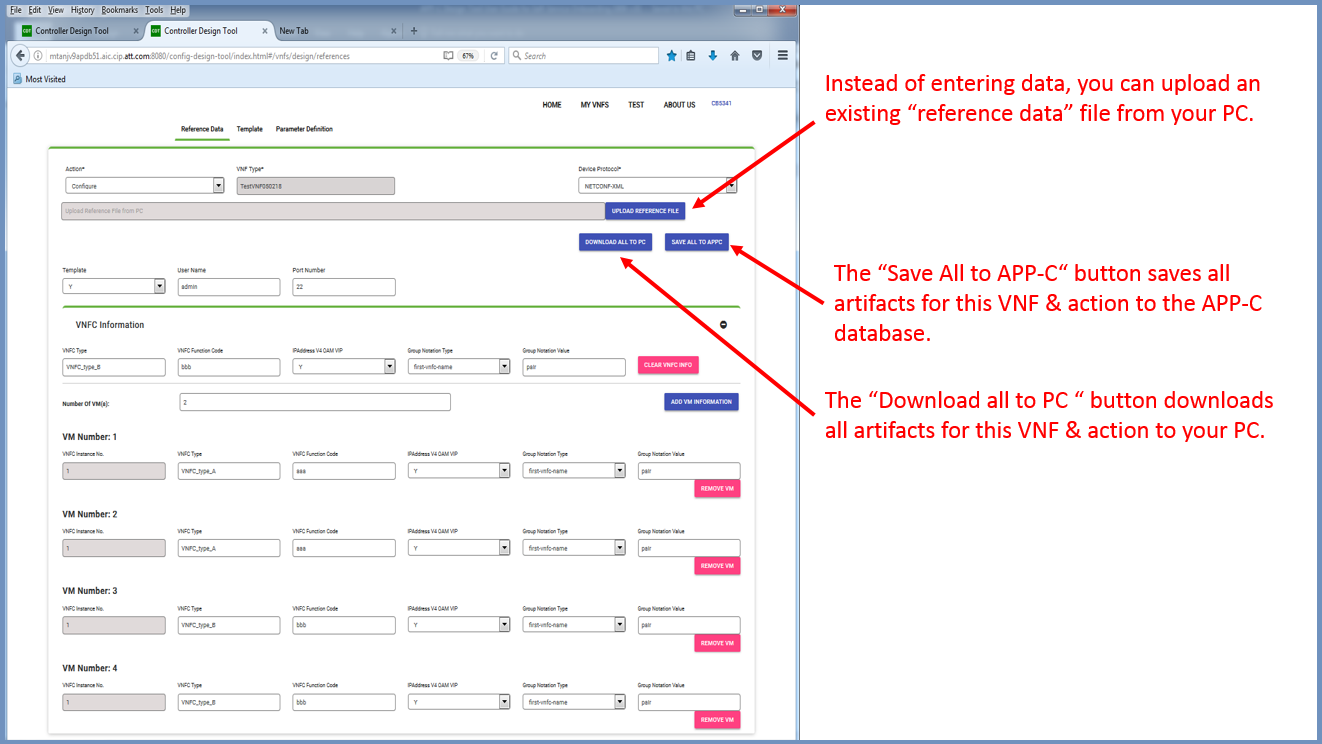 File Edit View History Bookmarks Tools Help
CDT Controller Design Tool × CDT Controller Design Tool × New Tab × +
mtanjv9apdb51.aic.cip.att.com:8080/config-design-tool/index.html#/vnfs/design/references 67% Search
Most Visited
HOME MY VNFS TEST ABOUT US CB5341
Reference Data Template Parameter Definition
Action* VNF Type* Device Protocol*
Configure TestVNF080218 NETCONF-XML
Upload Reference File from PC UPLOAD REFERENCE FILE
DOWNLOAD ALL TO PC SAVE ALL TO APPC
Template User Name Port Number
Y admin 22
VNFC Information
VNFC Type VNFC Function Code IPAddress V4 OAM VIP Group Notation Type Group Notation Value
VNFC_type_B bbb Y first-vnfc-name pair CLEAR VNFC INFO
Number Of VM(s): 2 ADD VM INFORMATION
VM Number: 1
VNFC Instance No. VNFC Type VNFC Function Code IPAddress V4 OAM VIP Group Notation Type Group Notation Value
1 VNFC_type_A aaa Y first-vnfc-name pair
REMOVE VM
VM Number: 2
VNFC Instance No. VNFC Type VNFC Function Code IPAddress V4 OAM VIP Group Notation Type Group Notation Value
1 VNFC_type_A aaa Y first-vnfc-name pair
REMOVE VM
VM Number: 3
VNFC Instance No. VNFC Type VNFC Function Code IPAddress V4 OAM VIP Group Notation Type Group Notation Value
1 VNFC_type_B bbb Y first-vnfc-name pair
REMOVE VM
VM Number: 4
VNFC Instance No. VNFC Type VNFC Function Code IPAddress V4 OAM VIP Group Notation Type Group Notation Value
1 VNFC_type_B bbb Y first-vnfc-name pair
REMOVE VM
Instead of entering data, you can upload an
existing “reference data” file from your PC.
The “Save All to APP-C“ button saves all
artifacts for this VNF & action to the APP-C
database.
The “Download all to PC “ button downloads
all artifacts for this VNF & action to your PC.